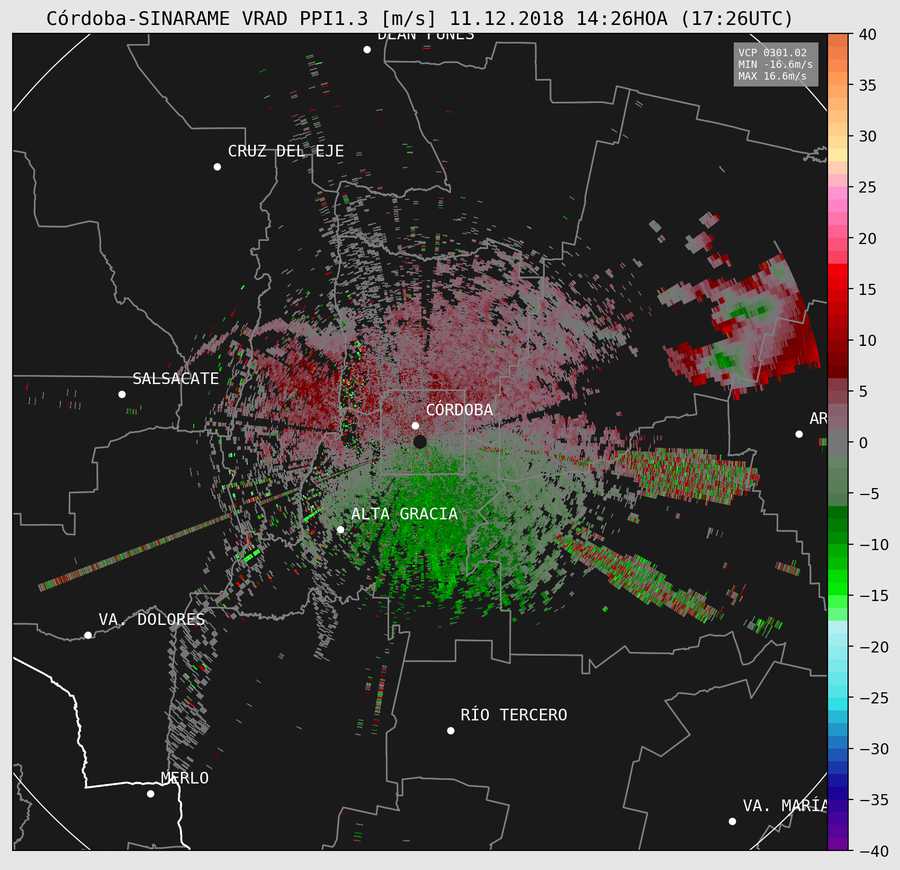 Córdoba-SINARAME VRAD PPI1.3 [m/s] 11.12.2018 14:26HOA (17:26UTC)
DEAN FUNES
VCP 0301.02
MIN -16.6m/s
MAX 16.6m/s
CRUZ DEL EJE
SALSACATE
CÓRDOBA
AR
ALTA GRACIA
VA. DOLORES
RÍO TERCERO
MERLO
VA. MARÍA
40
35
30
25
20
15
10
5
0
−5
−10
−15
−20
−25
−30
−35
−40